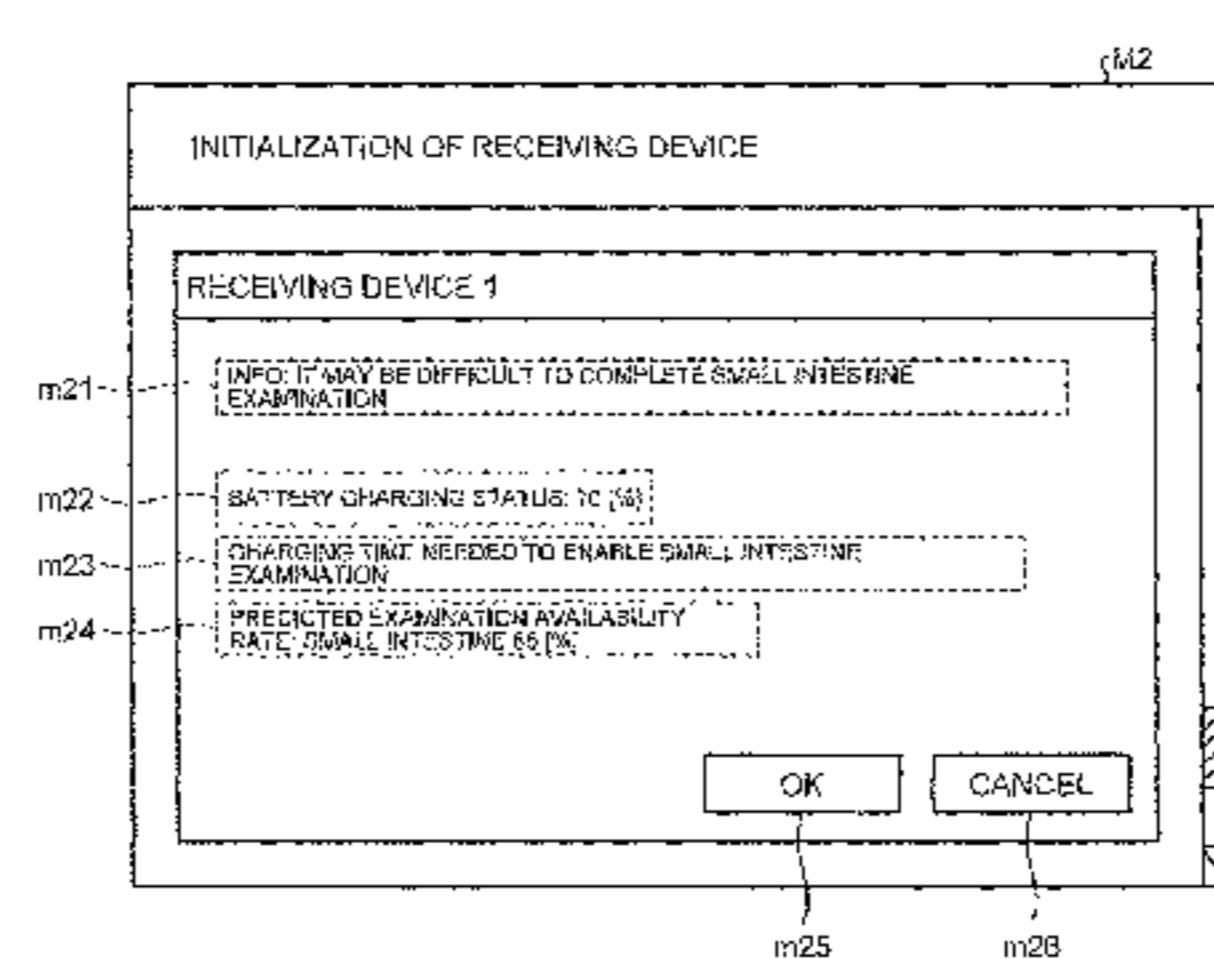 M2
INITIALIZATION OF RECEIVING DEVICE
RECEIVING DEVICE 1
m21
INFO: IT MAY BE DIFFICULT TO COMPLETE SMALL INTESTINE
EXAMINATION
m22
BATTERY CHARGING STATUS: 70 [%]
m23
CHARGING TIME NEEDED TO ENABLE SMALL INTESTINE
EXAMINATION
m24
PREDICTED EXAMINATION AVAILABILITY
RATE: SMALL INTESTINE 65 [%]
OK
CANCEL
m25
m26